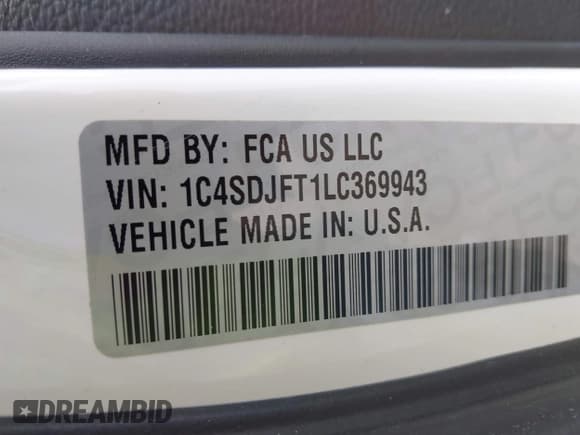 MFD BY: FCA US LLC
VIN: 1C4SDJFT1LC369943
VEHICLE MADE IN: U.S.A.
DREAMBID